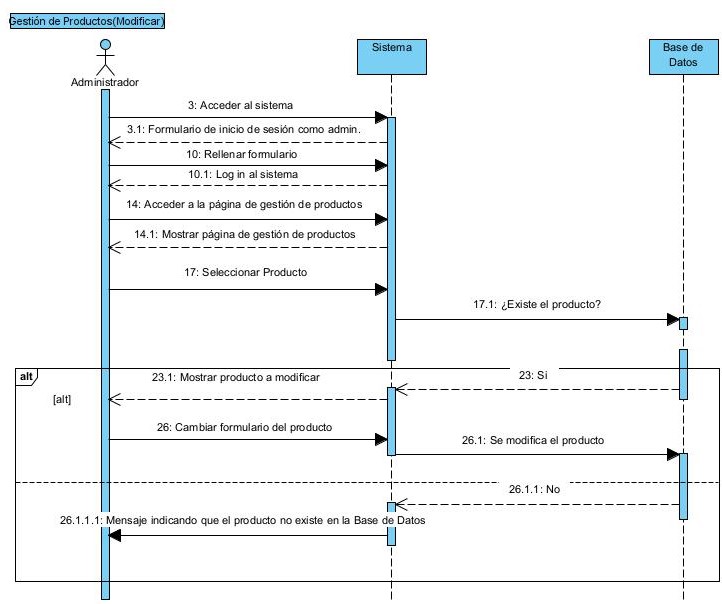 Gestión de Productos(Modificar)
Administrador
Sistema
Base de
Datos
3: Acceder al sistema
3.1: Formulario de inicio de sesión como admin.
10: Rellenar formulario
10.1: Log in al sistema
14: Acceder a la página de gestión de productos
14.1: Mostrar página de gestión de productos
17: Seleccionar Producto
17.1: ¿Existe el producto?
alt
[alt]
23: Si
23.1: Mostrar producto a modificar
26: Cambiar formulario del producto
26.1: Se modifica el producto
26.1.1: No
26.1.1.1: Mensaje indicando que el producto no existe en la Base de Datos